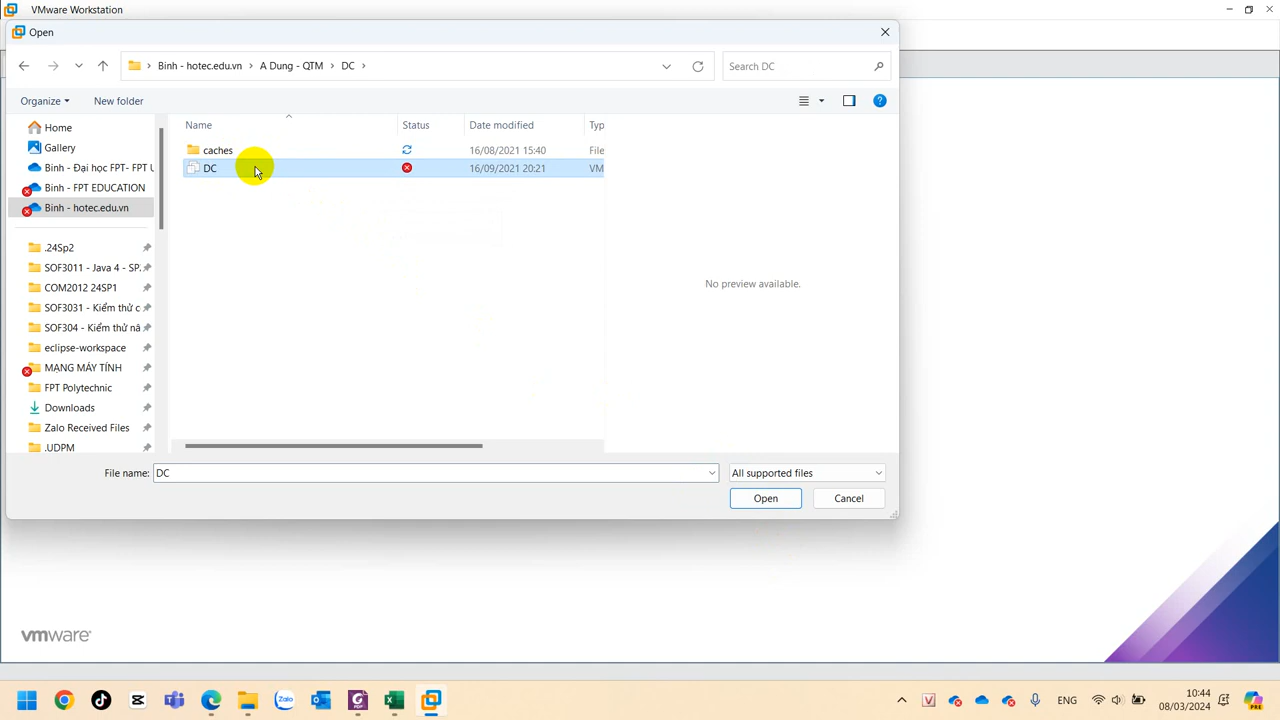 VMware Workstation
Open
Binh - hotec.edu.vn > A Dung - QTM > DC >
Search DC
Organize
New folder
Name
Status
Date modified
Typ
Home
Gallery
Binh - Đại học FPT- FPT U
Binh - FPT EDUCATION
Binh - hotec.edu.vn
caches
16/08/2021 15:40
File
DC
16/09/2021 20:21
VM
.24Sp2
SOF3011 - Java 4 - SP.
COM2012 24SP1
SOF3031 - Kiểm thử c
SOF304 - Kiểm thử nâ
eclipse-workspace
MẠNG MÁY TÍNH
FPT Polytechnic
Downloads
Zalo Received Files
.UDPM
No preview available.
File name:
DC
All supported files
Open
Cancel
vmware
Zalo
PDF
V
ENG
10:44
08/03/2024
PRE